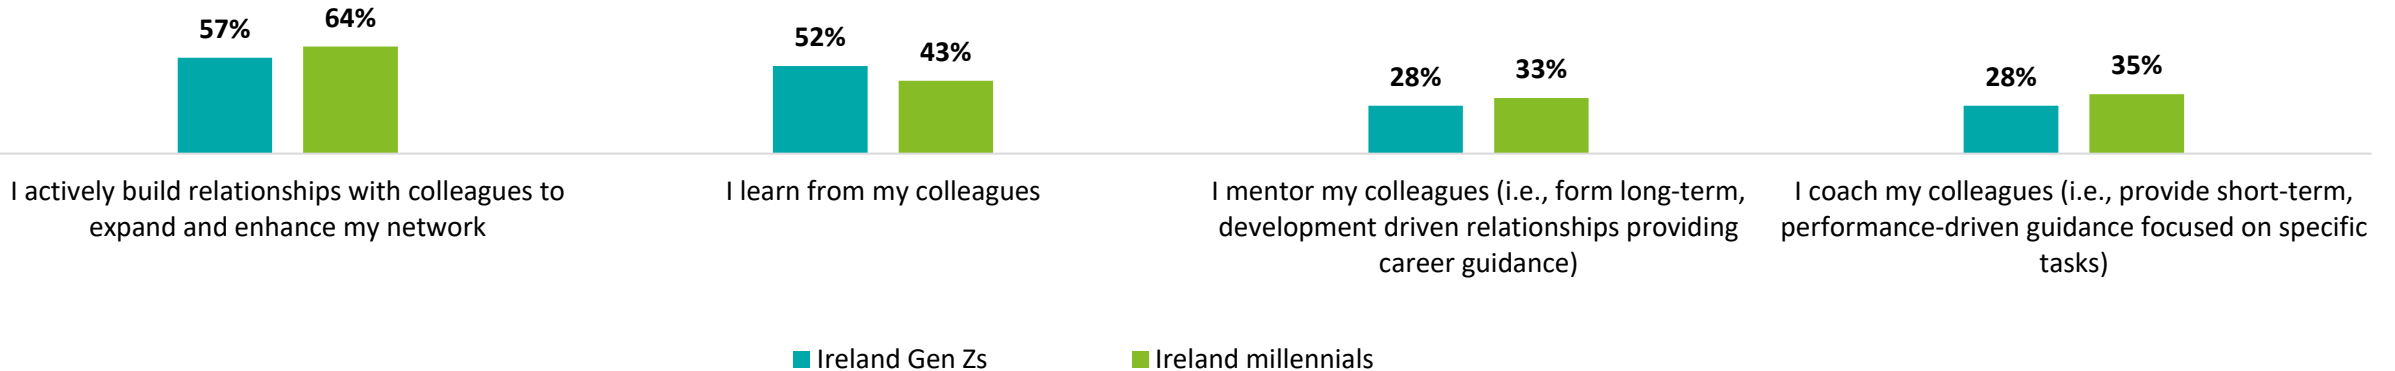 57%
64%
52%
43%
28%
33%
28%
35%
I actively build relationships with colleagues to
expand and enhance my network
I learn from my colleagues
I mentor my colleagues (i.e., form long-term,
development driven relationships providing
career guidance)
I coach my colleagues (i.e., provide short-term,
performance-driven guidance focused on specific
tasks)
Ireland Gen Zs
Ireland millennials